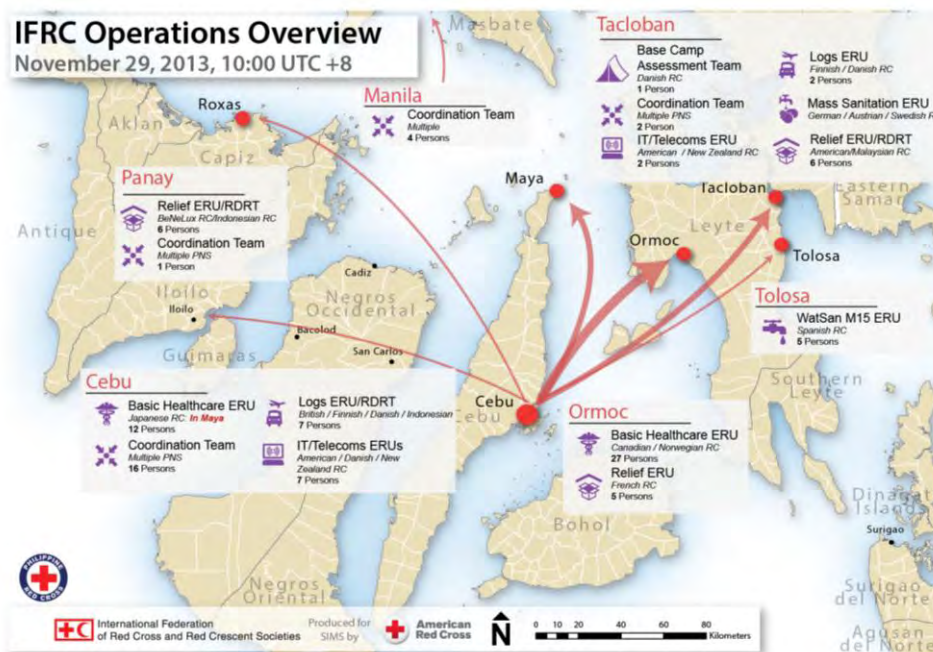 IFRC Operations Overview
November 29, 2013, 10:00 UTC +8
Masbate
Manila
Coordination Team
Multiple
4 Persons
Tacloban
Base Camp
Assessment Team
Danish RC
1 Person
Coordination Team
Multiple PNS
2 Person
IT/Telecoms ERU
American / New Zealand RC
2 Persons
Logs ERU
Finnish / Danish RC
2 Persons
Mass Sanitation ERU
German / Austrian / Swedish RC
Relief ERU/RDRT
American/Malaysian RC
6 Persons
Roxas
Aklan
Capiz
Panay
Relief ERU/RDRT
BeNeLux RC/Indonesian RC
6 Persons
Coordination Team
Multiple PNS
1 Person
Antique
Iloilo
Iloilo
Guimaras
Cadiz
Negros
Occidental
Bacolod
San Carlos
Maya
Ormoc
Leyte
Tacloban
Eastern
Samar
Tolosa
Tolosa
WatSan M15 ERU
Spanish RC
5 Persons
Southern
Leyte
Cebu
Basic Healthcare ERU
Japanese RC: In Maya
12 Persons
Coordination Team
Multiple PNS
16 Persons
Logs ERU/RDRT
British / Finnish / Danish / Indonesian
7 Persons
IT/Telecoms ERUs
American / Danish / New
Zealand RC
7 Persons
Cebu
Cebu
Ormoc
Basic Healthcare ERU
Canadian / Norwegian RC
27 Persons
Relief ERU
French RC
5 Persons
Bohol
Negros
Oriental
Dinagat
Islands
Surigao
Surigao
del Norte
Agusan
del Norte
PHILIPPINE
RED CROSS
International Federation
of Red Cross and Red Crescent Societies
Produced for
SIMS by
American
Red Cross
N
0 10 20 40 60 80
Kilometers